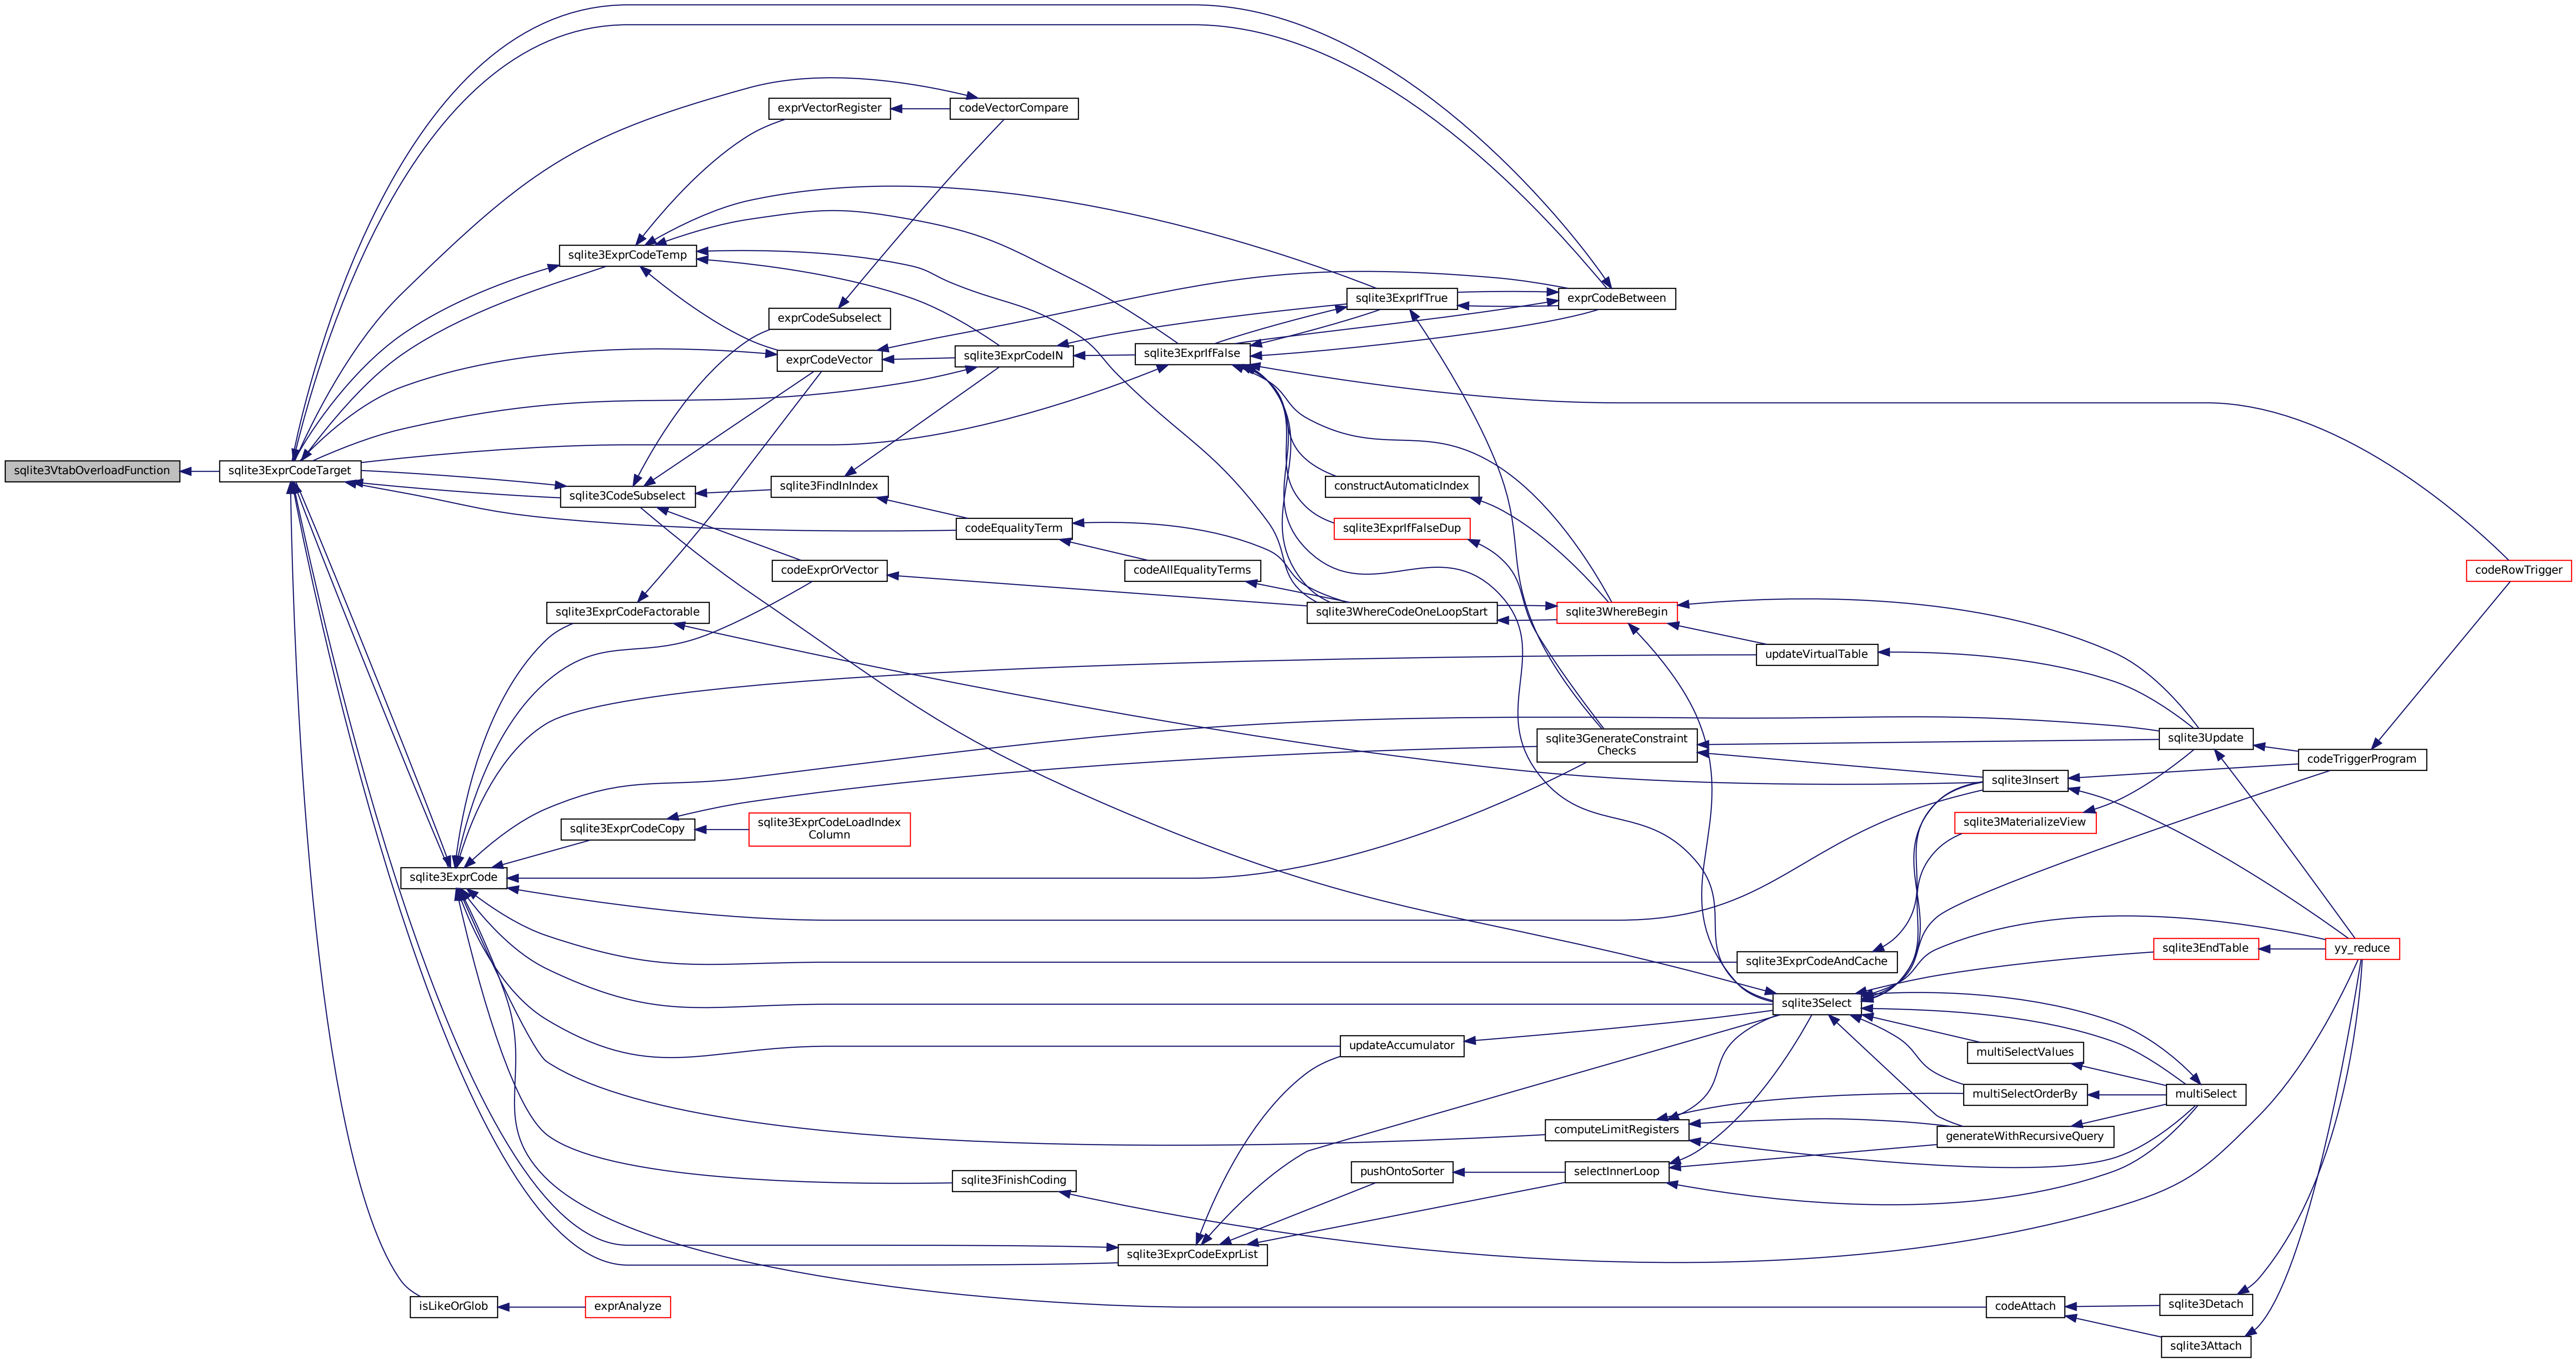 exprVectorRegister
codeVectorCompare
sqlite3ExprCodeTemp
sqlite3ExprIfTrue
exprCodeBetween
exprCodeSubselect
exprCodeVector
sqlite3ExprCodeIN
sqlite3ExprIfFalse
sqlite3VtabOverloadFunction
sqlite3ExprCodeTarget
sqlite3CodeSubselect
sqlite3FindInIndex
constructAutomaticIndex
codeEqualityTerm
sqlite3ExprIfFalseDup
codeExprOrVector
codeAllEqualityTerms
codeRowTrigger
sqlite3ExprCodeFactorable
sqlite3WhereCodeOneLoopStart
sqlite3WhereBegin
updateVirtualTable
sqlite3GenerateConstraint
Checks
sqlite3Update
codeTriggerProgram
sqlite3Insert
sqlite3ExprCodeCopy
sqlite3ExprCodeLoadIndex
Column
sqlite3MaterializeView
sqlite3ExprCode
sqlite3EndTable
yy_reduce
sqlite3ExprCodeAndCache
sqlite3Select
updateAccumulator
multiSelectValues
multiSelectOrderBy
multiSelect
computeLimitRegisters
generateWithRecursiveQuery
pushOntoSorter
selectInnerLoop
sqlite3FinishCoding
sqlite3ExprCodeExprList
isLikeOrGlob
exprAnalyze
codeAttach
sqlite3Detach
sqlite3Attach